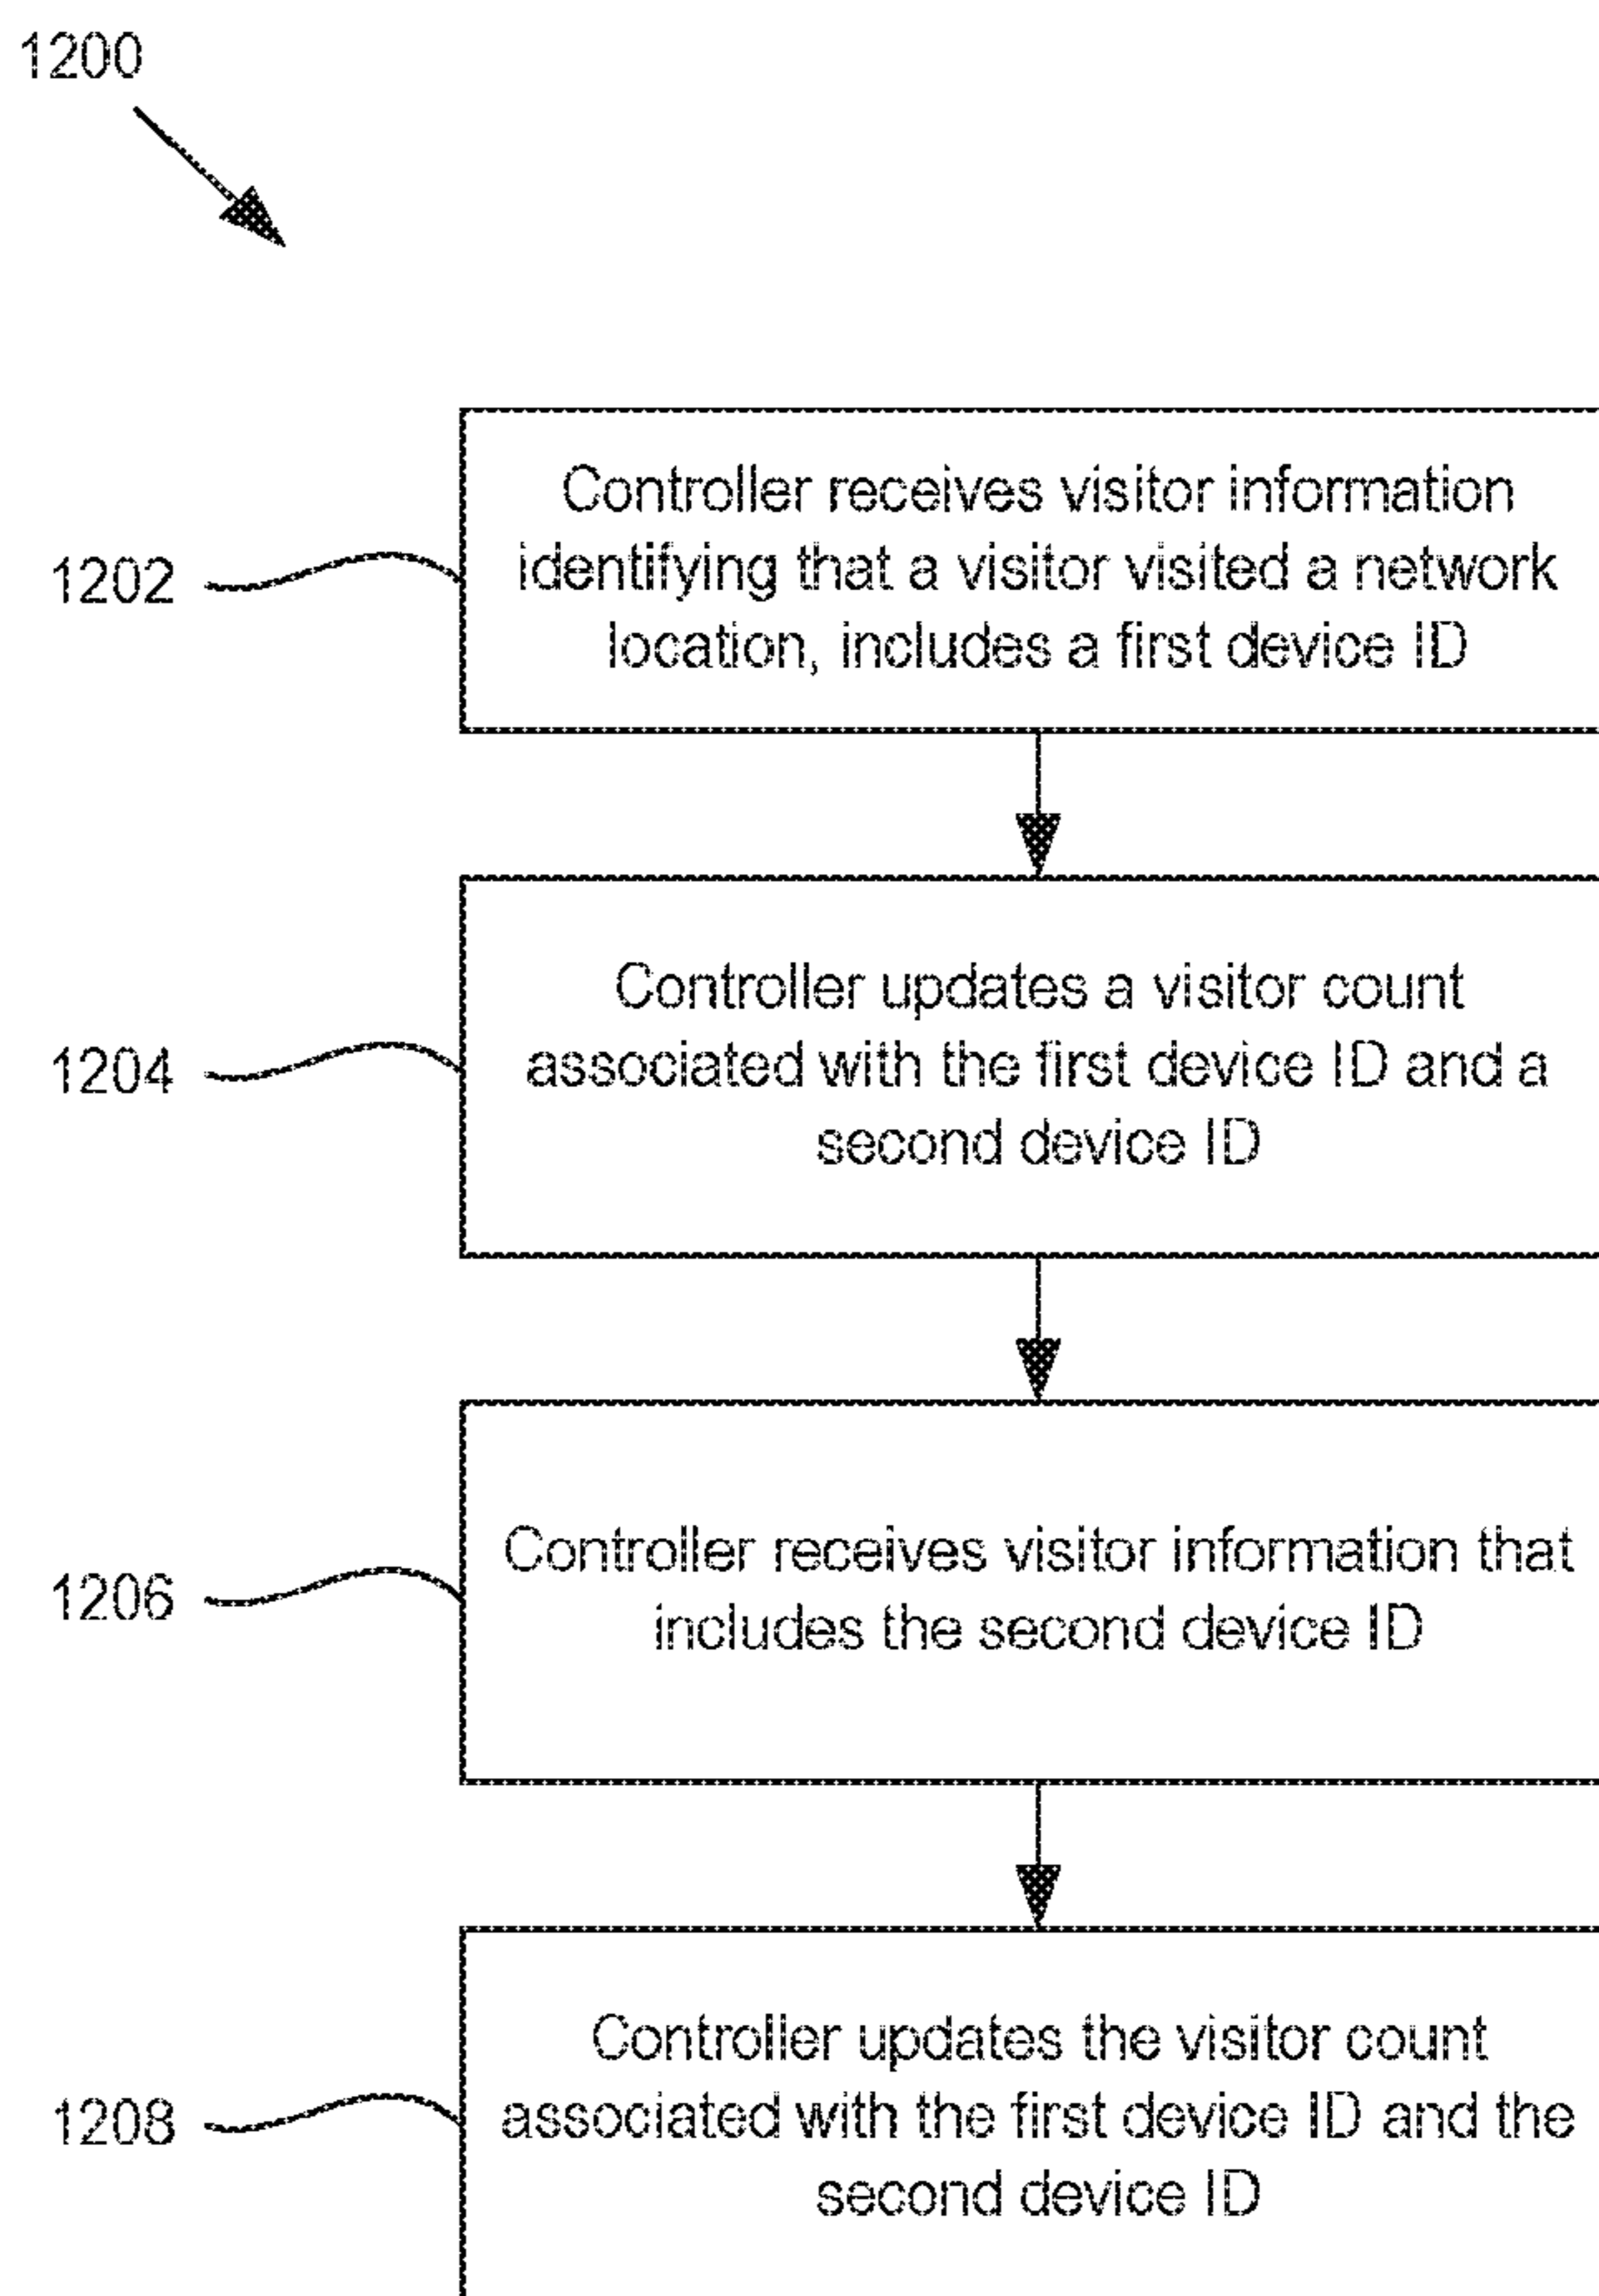 1200
Controller receives visitor information
identifying that a visitor visited a network
location, includes a first device ID
1202
Controller updates a visitor count
associated with the first device ID and a
second device ID
1204
Controller receives visitor information that
includes the second device ID
1206
Controller updates the visitor count
associated with the first device ID and the
second device ID
1208